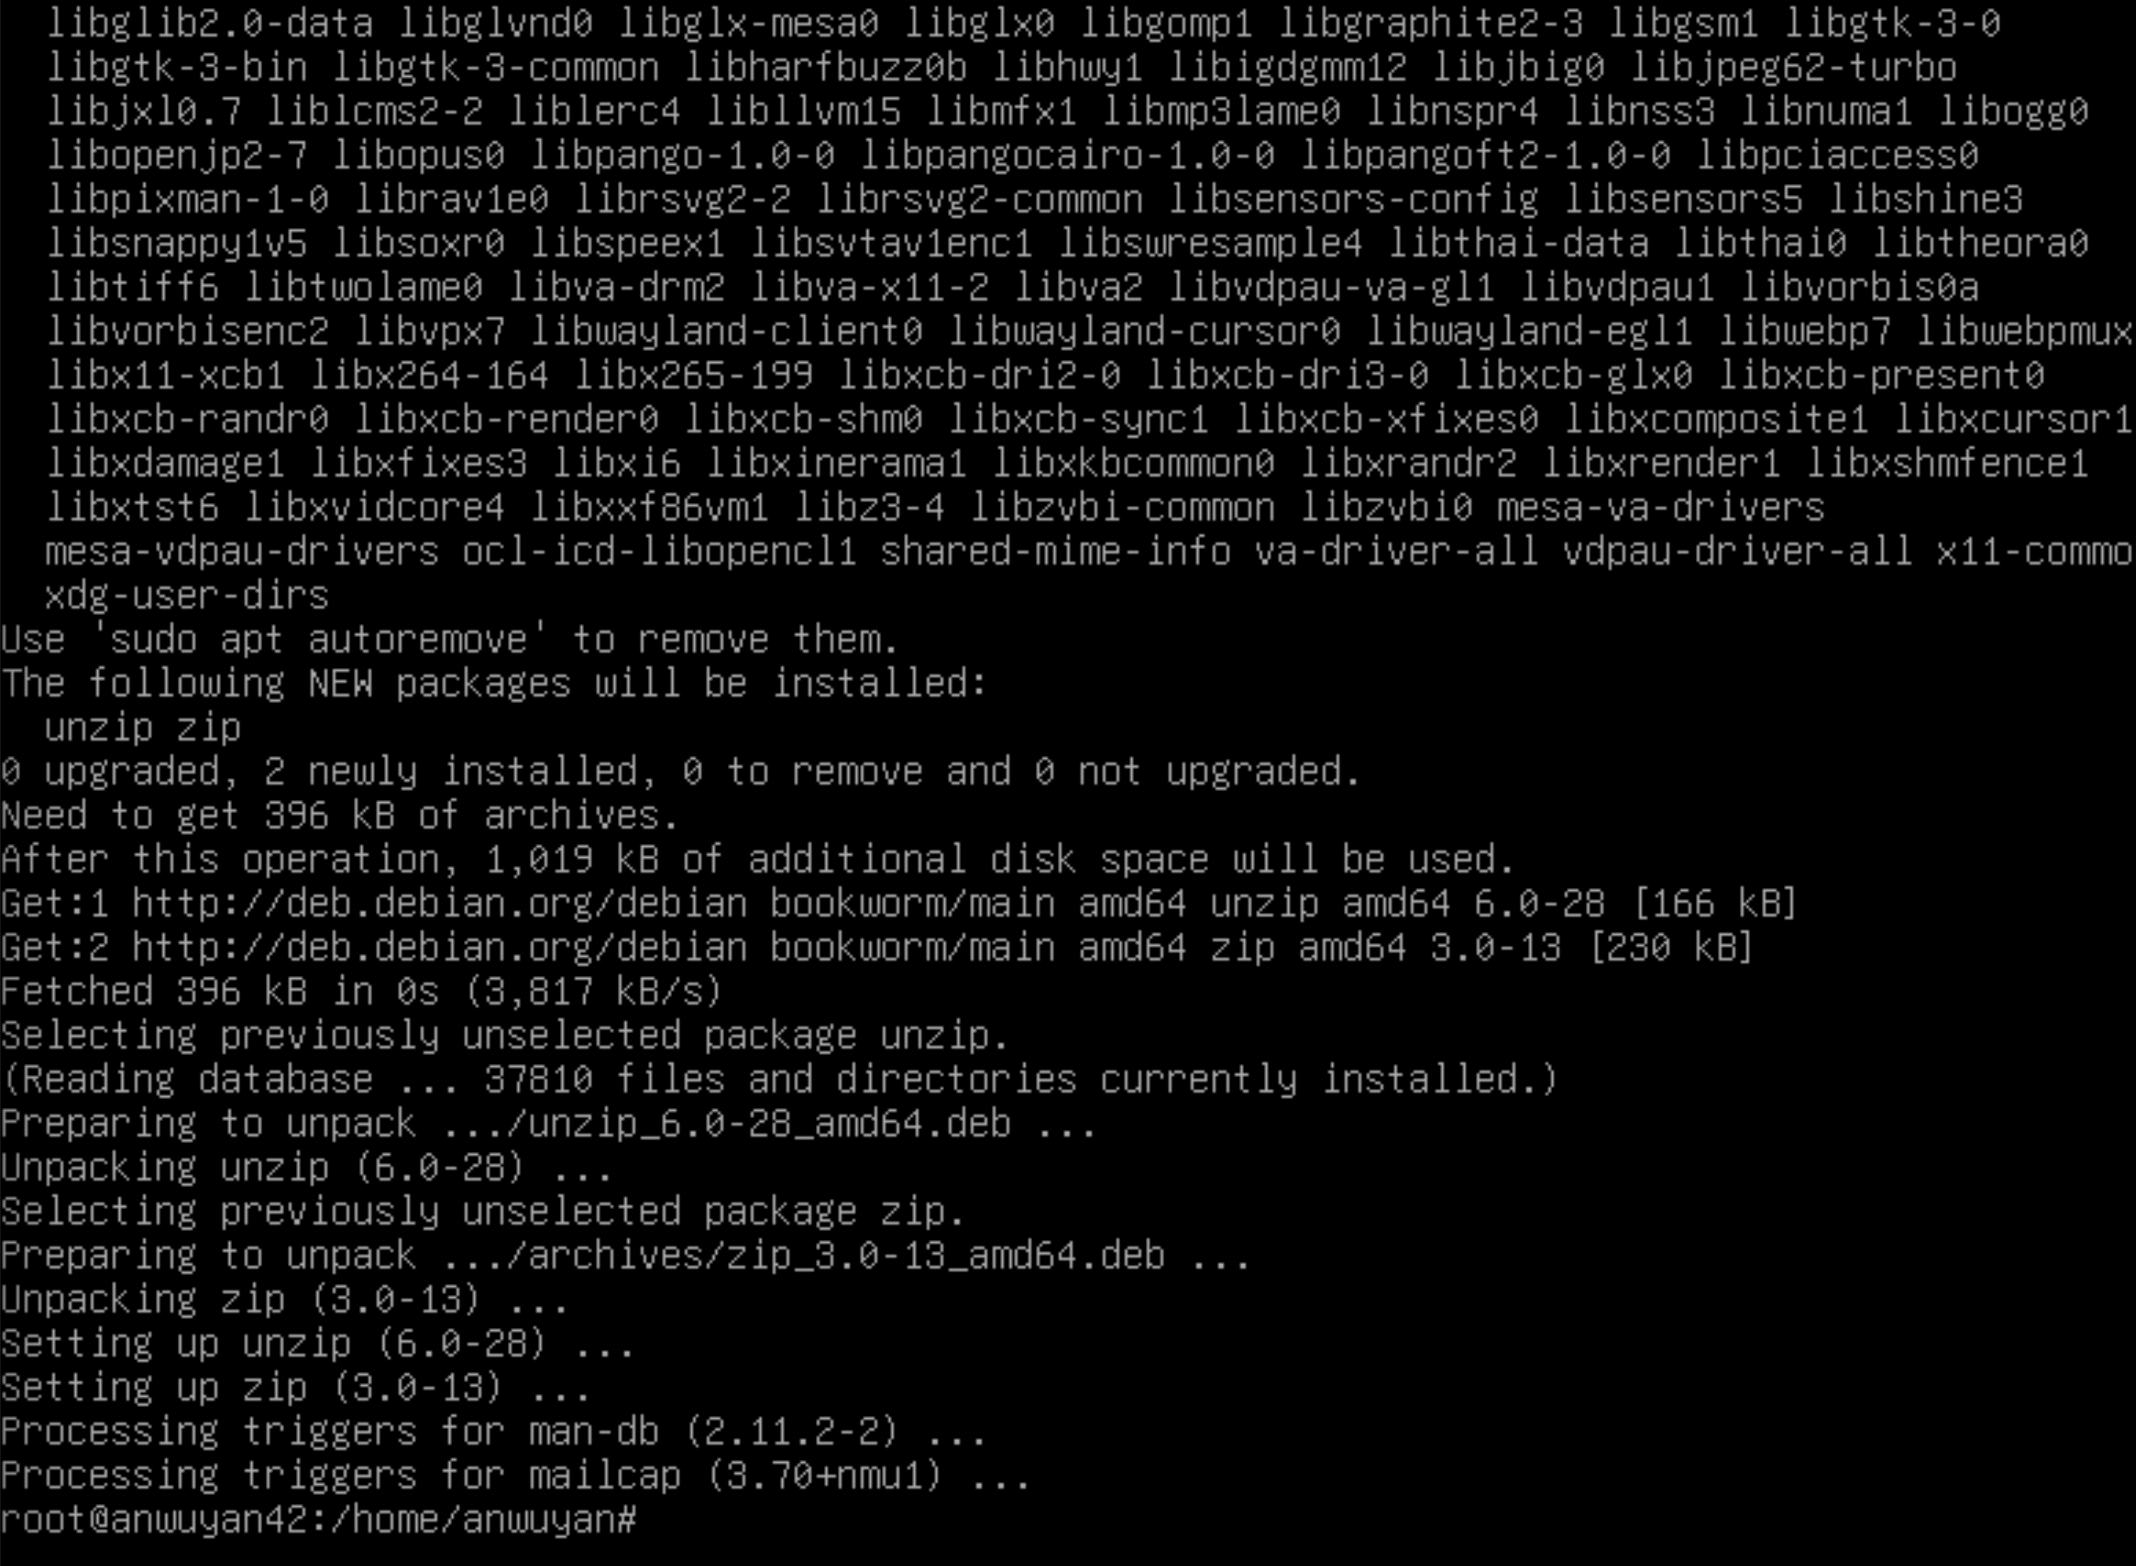 libglib2.0-data libglvnd0 libglx-mesa0 libglx0 libgomp1 libgraphite2-3 libgsm1 libgtk-3-0
libgtk-3-bin libgtk-3-common libharfbuzz0b libhwy1 libigdgmm12 libjbig0 libjpeg62-turbo
libjxl0.7 liblcms2-2 liblerc4 libllvm15 libmfx1 libmp3lame0 libnspr4 libnss3 libnuma1 libogg0
libopenjp2-7 libopus0 libpango-1.0-0 libpangocairo-1.0-0 libpangoft2-1.0-0 libpciaccess0
libpixman-1-0 librav1e0 librsvg2-2 librsvg2-common libsensors-config libsensors5 libshine3
libsnappy1v5 libsoxr0 libspeex1 libsvtav1enc1 libswresample4 libthai-data libthai0 libtheora0
libtiff6 libtwolame0 libva-drm2 libva-x11-2 libva2 libvdpau-va-gl1 libvdpau1 libvorbis0a
libvorbisenc2 libvpx7 libwayland-client0 libwayland-cursor0 libwayland-egl1 libwebp7 libwebpmux
libx11-xcb1 libx264-164 libx265-199 libxcb-dri2-0 libxcb-dri3-0 libxcb-glx0 libxcb-present0
libxcb-randr0 libxcb-render0 libxcb-shm0 libxcb-sync1 libxcb-xfixes0 libxcomposite1 libxcursor1
libxdamage1 libxfixes3 libxi6 libxinerama1 libxkbcommon0 libxrandr2 libxrender1 libxshmfence1
libxtst6 libxvidcore4 libxxf86vm1 libz3-4 libzvbi-common libzvbi0 mesa-va-drivers
mesa-vdpau-drivers ocl-icd-libopencl1 shared-mime-info va-driver-all vdpau-driver-all x11-commo
xdg-user-dirs
Use 'sudo apt autoremove' to remove them.
The following NEW packages will be installed:
unzip zip
0 upgraded, 2 newly installed, 0 to remove and 0 not upgraded.
Need to get 396 kB of archives.
After this operation, 1,019 kB of additional disk space will be used.
Get:1 http://deb.debian.org/debian bookworm/main amd64 unzip amd64 6.0-28 [166 kB]
Get:2 http://deb.debian.org/debian bookworm/main amd64 zip amd64 3.0-13 [230 kB]
Fetched 396 kB in 0s (3,817 kB/s)
Selecting previously unselected package unzip.
(Reading database ... 37810 files and directories currently installed.)
Preparing to unpack .../unzip_6.0-28_amd64.deb ...
Unpacking unzip (6.0-28) ...
Selecting previously unselected package zip.
Preparing to unpack .../archives/zip_3.0-13_amd64.deb ...
Unpacking zip (3.0-13) ...
Setting up unzip (6.0-28) ...
Setting up zip (3.0-13) ...
Processing triggers for man-db (2.11.2-2) ...
Processing triggers for mailcap (3.70+nmu1) ...
root@anwuyan42:/home/anwuyan#